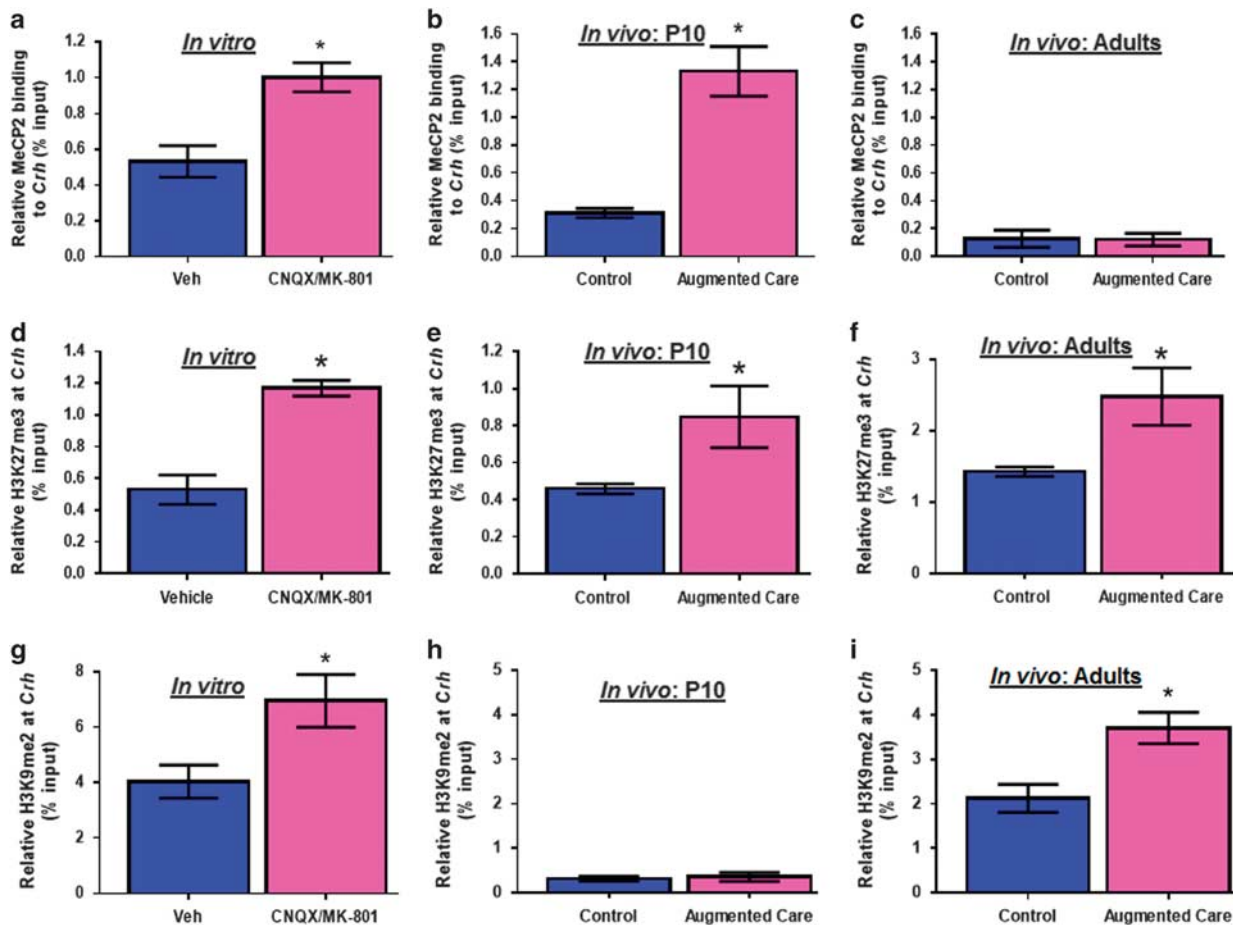 a
In vitro
*
Relative MeCP2 binding
to Crh (% input)
1.2
1.0
0.8
0.6
0.4
0.2
0.0
Veh
CNQX/MK-801
b
In vivo: P10
*
Relative MeCP2 binding
to Crh (% input)
1.6
1.4
1.2
1.0
0.8
0.6
0.4
0.2
0.0
Control
Augmented Care
c
In vivo: Adults
Relative MeCP2 binding
to Crh (% input)
1.6
1.4
1.2
1.0
0.8
0.6
0.4
0.2
0.0
Control
Augmented Care
d
In vitro
*
Relative H3K27me3 at Crh
(% input)
1.4
1.2
1.0
0.8
0.6
0.4
0.2
0.0
Vehicle
CNQX/MK-801
e
In vivo: P10
*
Relative H3K27me3 at Crh
(% input)
1.2
1.0
0.8
0.6
0.4
0.2
0.0
Control
Augmented Care
f
In vivo: Adults
*
Relative H3K27me3 at Crh
(% input)
3
2
1
0
Control
Augmented Care
g
In vitro
*
Relative H3K9me2 at Crh
(% input)
8
6
4
2
0
Veh
CNQX/MK-801
h
In vivo: P10
Relative H3K9me2 at Crh
(% input)
5
4
3
2
1
0
Control
Augmented Care
i
In vivo: Adults
*
Relative H3K9me2 at Crh
(% input)
5
4
3
2
1
0
Control
Augmented Care